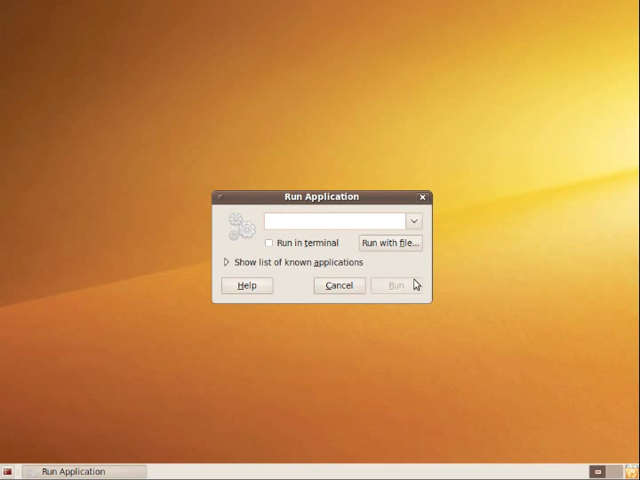 Run Application
Run in terminal
Run with file...
Show list of known applications
Help
Cancel
Run
Run Application